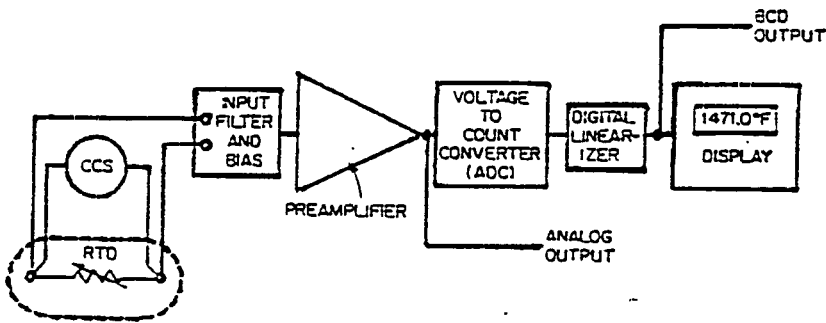 BCD
OUTPUT
INPUT
FILTER
AND
BIAS
VOLTAGE
TO
COUNT
CONVERTER
(ADC)
DIGITAL
LINEAR-
IZER
1471.0°F
DISPLAY
CCS
PREAMPLIFIER
RTD
ANALOG
OUTPUT